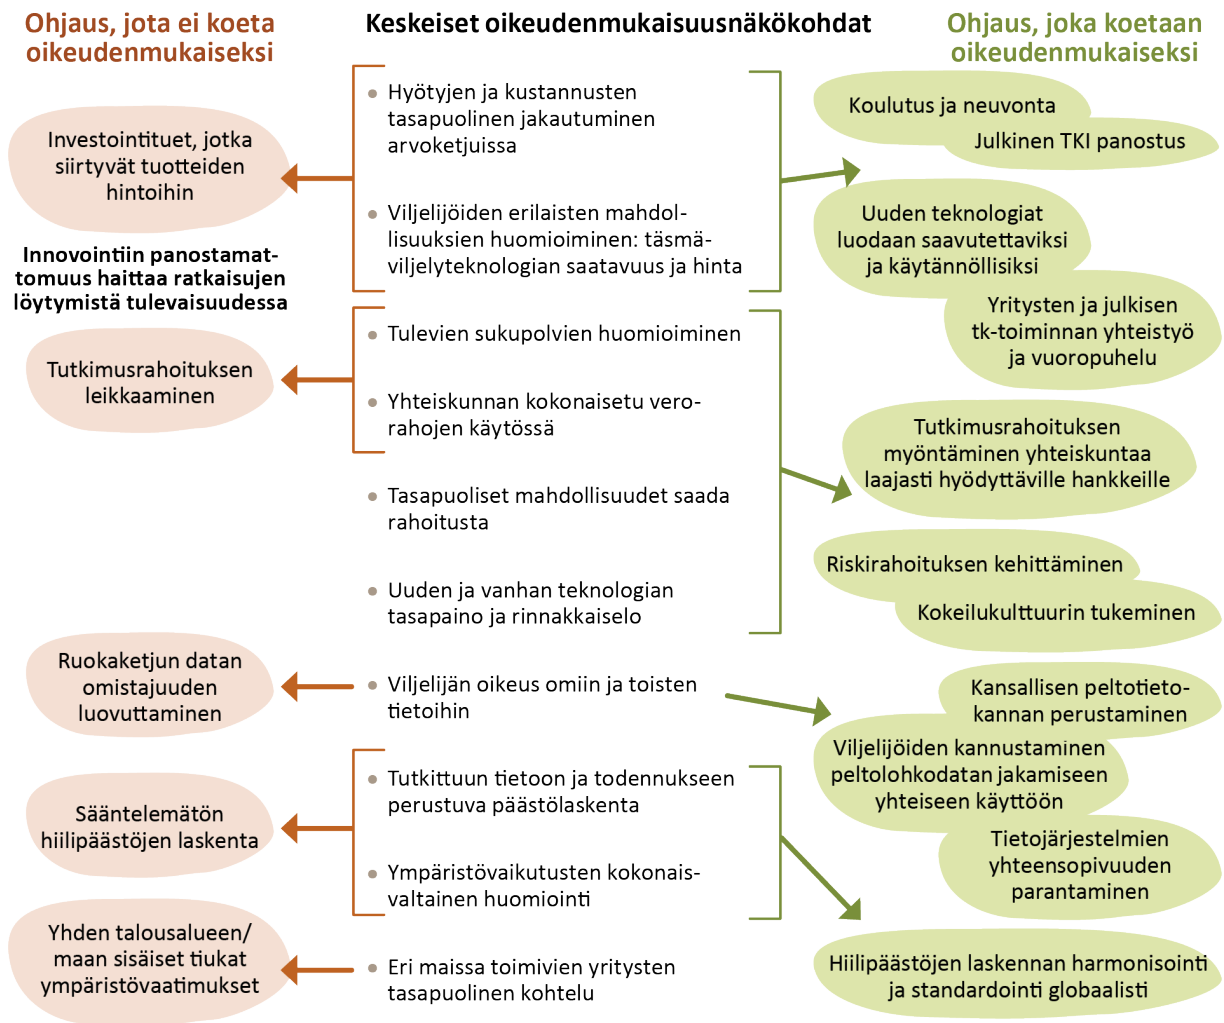 Ohjaus, jota ei koeta
oikeudenmukaiseksi
Investointituet, jotka
siirtyvät tuotteiden
hintoihin
Innovointiin panostamat-
tomuus haittaa ratkaisujen
löytymistä tulevaisuudessa
Tutkimusrahoituksen
leikkaaminen
Ruokaketjun datan
omistajuuden
luovuttaminen
Sääntelemätön
hiilipäästöjen laskenta
Yhden talousalueen/
maan sisäiset tiukat
ympäristövaatimukset
Keskeiset oikeudenmukaisuusnäkökohdat
• Hyötyjen ja kustannusten
tasapuolinen jakautuminen
arvoketjuissa
• Viljelijöiden erilaisten mahdol-
lisuuksien huomioiminen: täsmä-
viljelyteknologian saatavuus ja hinta
• Tulevien sukupolvien huomioiminen
• Yhteiskunnan kokonaisetu vero-
rahojen käytössä
• Tasapuoliset mahdollisuudet saada
rahoitusta
• Uuden ja vanhan teknologian
tasapaino ja rinnakkaiselo
• Viljelijän oikeus omiin ja toisten
tietoihin
• Tutkittuun tietoon ja todennukseen
perustuva päästölaskenta
• Ympäristövaikutusten kokonais-
valtainen huomiointi
• Eri maissa toimivien yritysten
tasapuolinen kohtelu
Ohjaus, joka koetaan
oikeudenmukaiseksi
Koulutus ja neuvonta
Julkinen TKI panostus
Uuden teknologiat
luodaan saavutettaviksi
ja käytännöllisiksi
Yritysten ja julkisen
tk-toiminnan yhteistyö
ja vuoropuhelu
Tutkimusrahoituksen
myöntäminen yhteiskuntaa
laajasti hyödyttäville hankkeille
Riskirahoituksen kehittäminen
Kokeilukulttuurin tukeminen
Kansallisen peltotieto-
kannan perustaminen
Viljelijöiden kannustaminen
peltolohkodatan jakamiseen
yhteiseen käyttöön
Tietojärjestelmien
yhteensopivuuden
parantaminen
Hiilipäästöjen laskennan harmonisointi
ja standardointi globaalisti